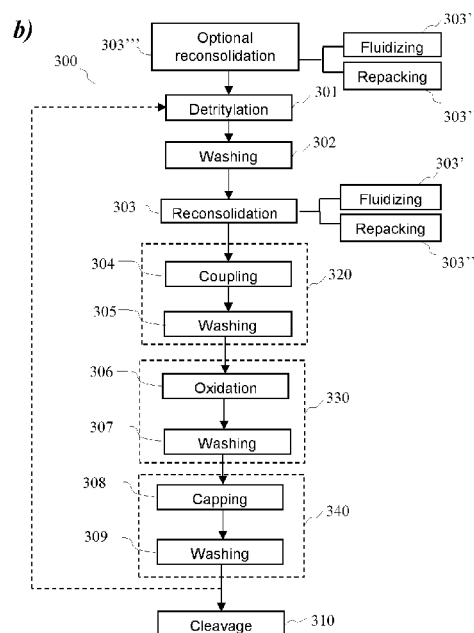 b)
303'''
Optional
reconsolidation
303'
Fluidizing
Repacking
303''
300
Detritylation
301
Washing
302
303
Reconsolidation
303'
Fluidizing
Repacking
303''
304
Coupling
305
Washing
320
306
Oxidation
307
Washing
330
308
Capping
309
Washing
340
Cleavage
310